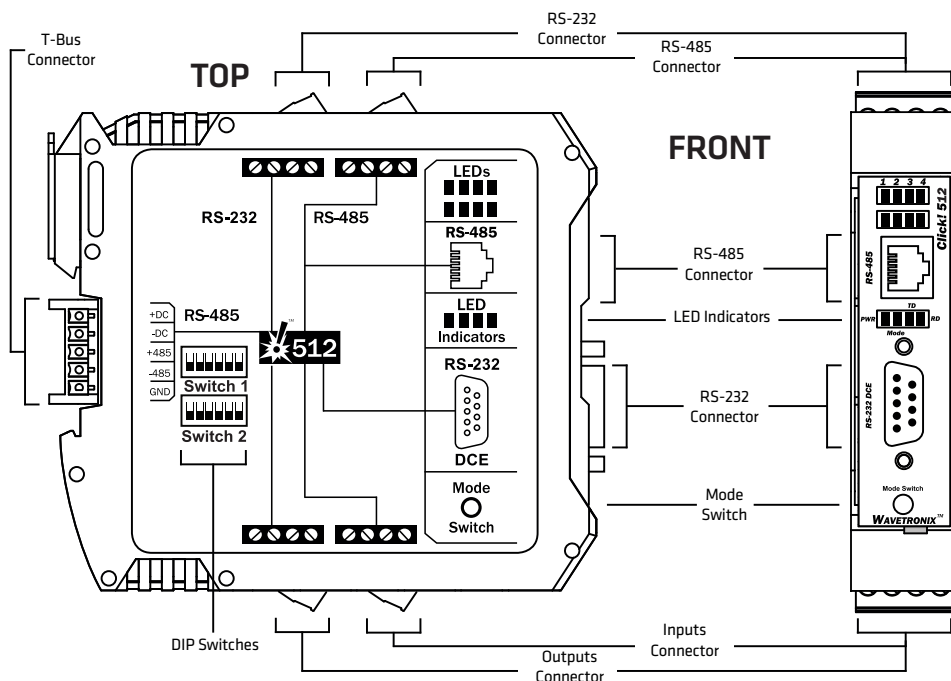 RS-232
Connector
RS-485
Connector
T-Bus
Connector
TOP
FRONT
LEDs
RS-232
RS-485
RS-485
+DC
-DC
+485
-485
GND
RS-485
Switch 1
Switch 2
™
512
LED
Indicators
RS-232
DCE
Mode
Switch
RS-485
Connector
LED Indicators
RS-232
Connector
Mode
Switch
1 2 3 4
Click! 512
RS-485
TD
PWR
RD
Mode
RS-232 DCE
Mode Switch
WAVETRONIX™
DIP Switches
Inputs
Connector
Outputs
Connector